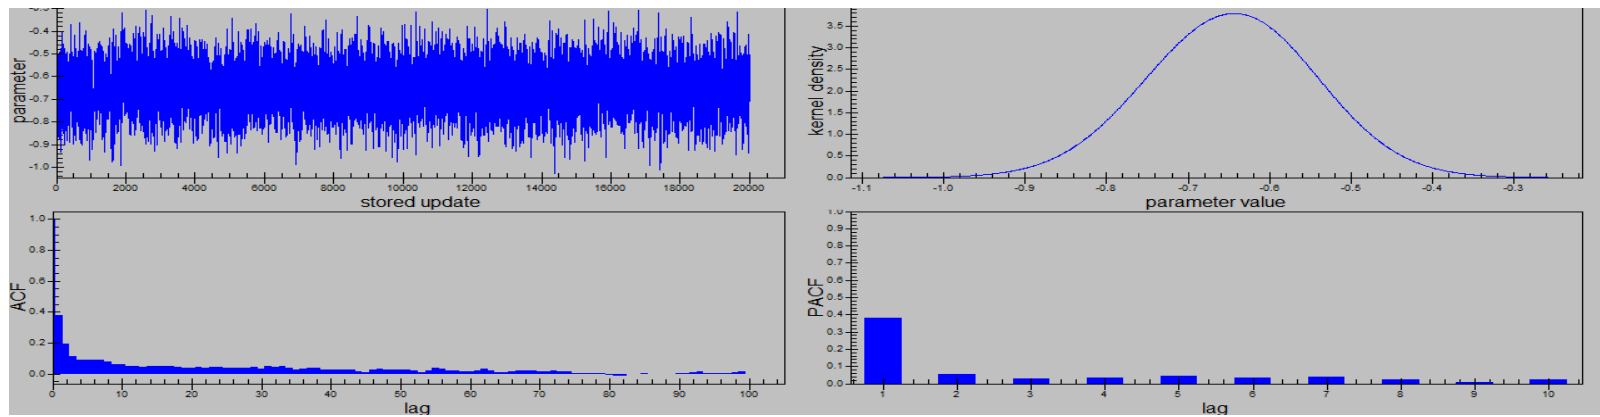 -0.3
-0.4
-0.5
-0.6
-0.7
-0.8
-0.9
-1.0
parameter
0 2000 4000 6000 8000 10000 12000 14000 16000 18000 20000
stored update
3.5
3.0
2.5
2.0
1.5
1.0
0.5
0.0
kernel density
-1.1 -1.0 -0.9 -0.8 -0.7 -0.6 -0.5 -0.4 -0.3
parameter value
1.0
0.8
0.6
0.4
0.2
0.0
ACF
0 10 20 30 40 50 60 70 80 90 100
lag
1.0
0.9
0.8
0.7
0.6
0.5
0.4
0.3
0.2
0.1
0.0
PACF
1 2 3 4 5 6 7 8 9 10
lag